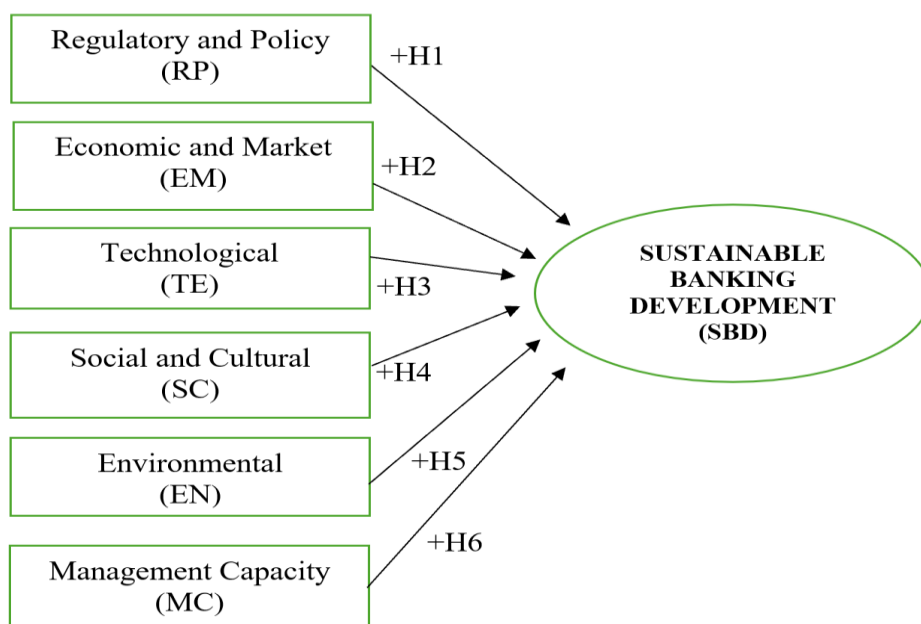 Regulatory and Policy
(RP)
+H1
Economic and Market
(EM)
+H2
Technological
(TE)
+H3
Social and Cultural
(SC)
+H4
Environmental
(EN)
+H5
Management Capacity
(MC)
+H6
SUSTAINABLE
BANKING
DEVELOPMENT
(SBD)